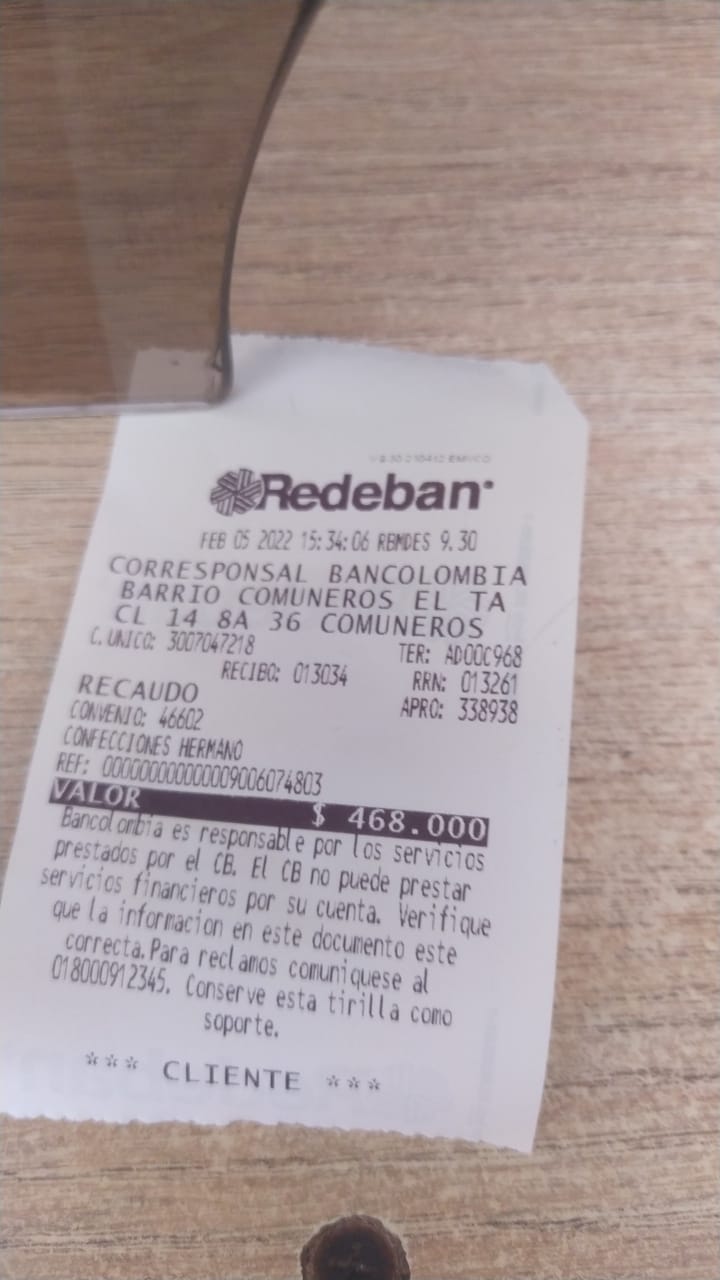 Redeban
FEB 05 2022 15:34:06 RBMDES 9.30
CORRESPONSAL BANCOLOMBIA
BARRIO COMUNEROS EL TA
CL 14 8A 36 COMUNEROS
C. UNICO: 3007047218 TER: AD00C968
RECIBO: 013034 RRN: 013261
RECAUDO APRO: 338938
CONVENIO: 46602
CONFECCIONES HERMANO
REF: 000000000000009006074803
VALOR $ 468.000
Bancolombia es responsable por los servicios
prestados por el CB. El CB no puede prestar
servicios financieros por su cuenta. Verifique
que la informacion en este documento este
correcta.Para reclamos comuniquese al
018000912345. Conserve esta tirilla como
soporte.
*** CLIENTE ***